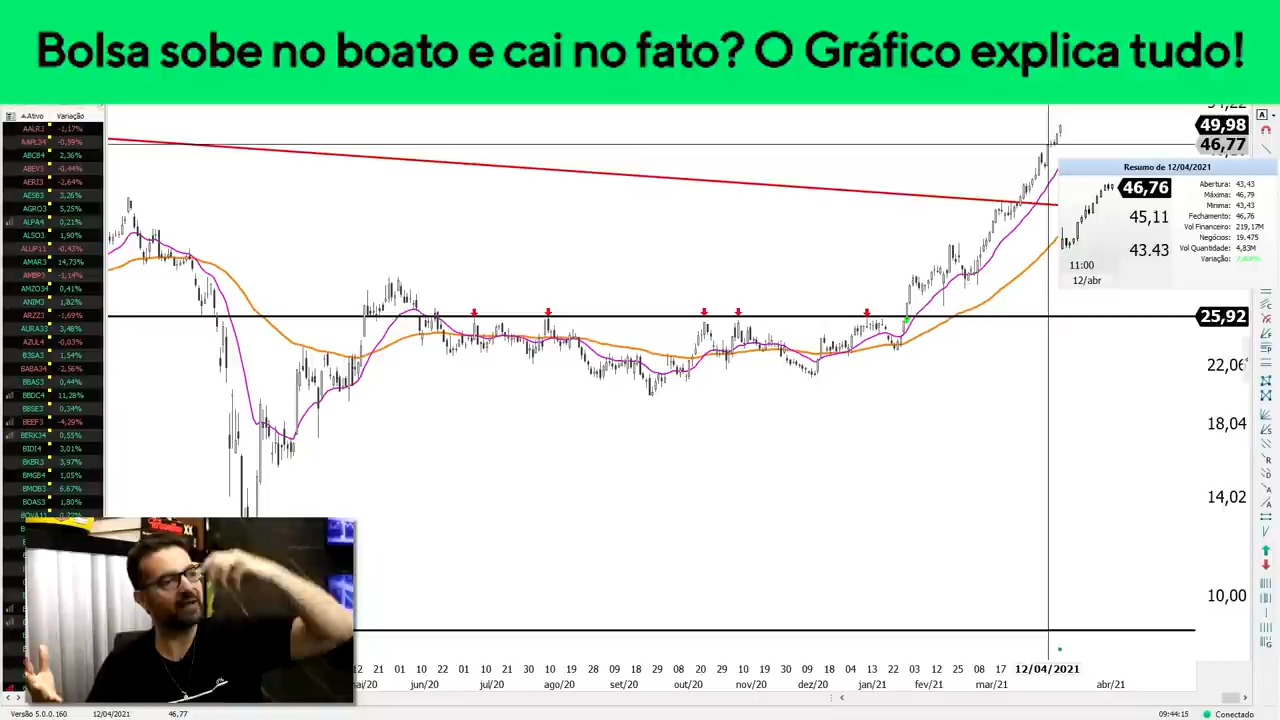 Bolsa sobe no boato e cai no fato? O Gráfico explica tudo!
Ativo Variação
AALR3 -1,17%
AAPL34 -0,59%
ABCB4 2,36%
ABEV3 -0,44%
AERI3 -2,64%
AESB3 3,26%
AGRO3 5,25%
ALPA4 0,21%
ALSO3 1,90%
ALUP11 -0,43%
AMAR3 14,73%
AMBP3 -1,14%
AMZO34 0,41%
ANIM3 1,82%
ARZZ3 -1,69%
AURA33 3,48%
AZUL4 -0,03%
B3SA3 1,54%
BABA34 -2,56%
BBAS3 0,44%
BBDC4 11,28%
BBSE3 0,34%
BEEF3 -4,29%
BERK34 0,55%
BIDI4 3,01%
BKBR3 3,97%
BMGB4 1,05%
BMOB3 6,67%
BOAS3 1,80%
BOVA11 0,27%
49,98
46,77
Resumo de 12/04/2021
46,76
45,11
43.43
11:00
12/abr
Abertura: 43,43
Máxima: 46,79
Mínima: 43,43
Fechamento: 46,76
Vol Financeiro: 219,17M
Negócios: 19.475
Vol Quantidade: 4,83M
Variação:
25,92
22,06
18,04
14,02
10,00
12 21 01 10 22 01 10 21 30 10 19 28 08 17 28 08 20 29 10 19 30 09 18 04 13 22 03 12 25 08 17 12/04/2021
mai/20 jun/20 jul/20 ago/20 set/20 out/20 nov/20 dez/20 jan/21 fev/21 mar/21 abr/21
Versão 5.0.0.160 12/04/2021 46,77 09:44:15 Conectado